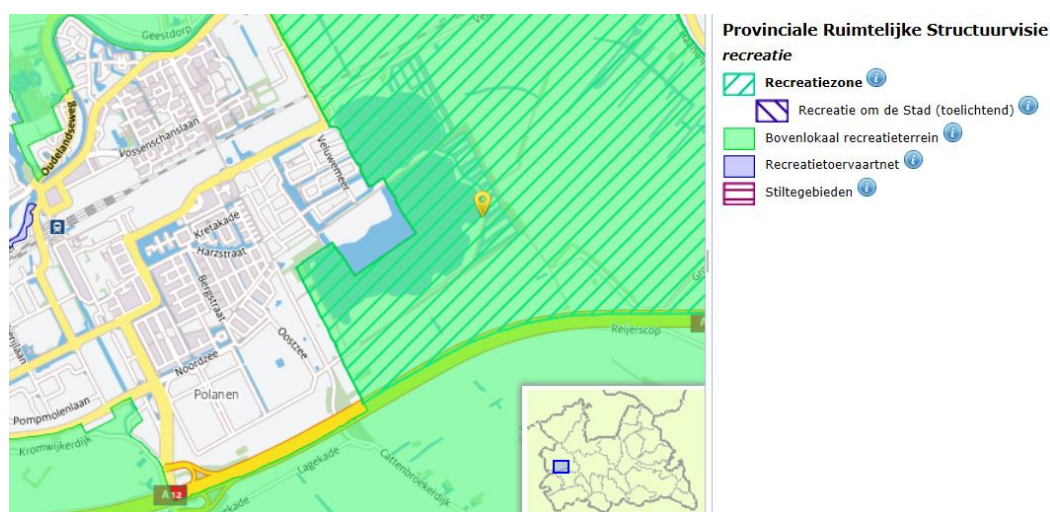 Provinciale Ruimtelijke Structuurvisie
recreatie
Recreatiezone
Recreatie om de Stad (toelichtend)
Bovenlokaal recreatieterrein
Recreatietoervaartnet
Stiltegebieden
Geestdorp
Oudelandseweg
Vossenschanslaan
Veluwemeer
Kretakade
Harzstraat
Bergstraat
Oostzee
Noordzee
Reijerscop
Polanen
Pompmolenlaan
Kromwijkerdijk
Lagekade
Cattenbroekerdijk
A12